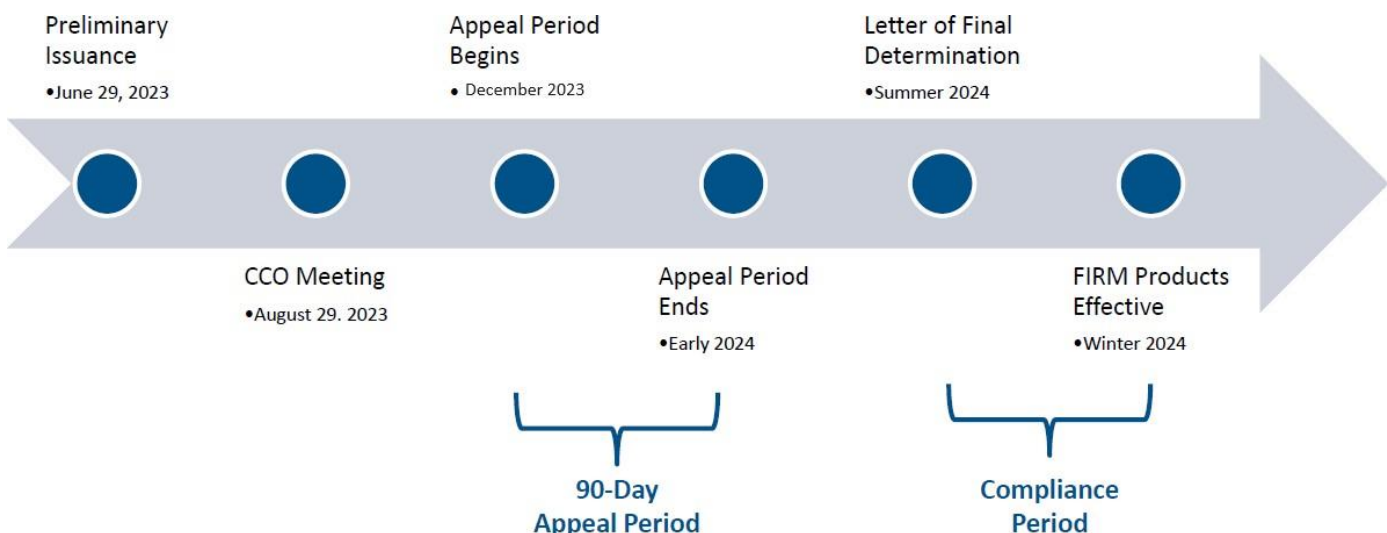 Preliminary
Issuance
•June 29, 2023
Appeal Period
Begins
• December 2023
Letter of Final
Determination
•Summer 2024
CCO Meeting
•August 29. 2023
Appeal Period
Ends
•Early 2024
FIRM Products
Effective
•Winter 2024
90-Day
Appeal Period
Compliance
Period